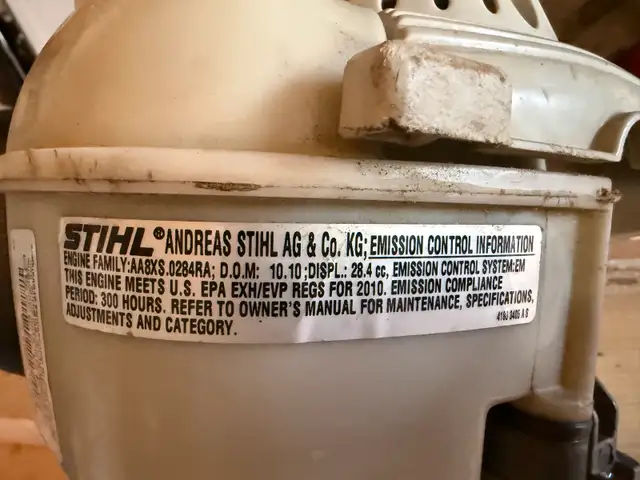 STIHL® ANDREAS STIHL AG & Co. KG; EMISSION CONTROL INFORMATION
ENGINE FAMILY:AA8XS.0284RA; D.O.M: 10.10;DISPL.: 28.4 cc, EMISSION CONTROL SYSTEM:EM
THIS ENGINE MEETS U.S. EPA EXH/EVP REGS FOR 2010. EMISSION COMPLIANCE
PERIOD: 300 HOURS. REFER TO OWNER'S MANUAL FOR MAINTENANCE, SPECIFICATIONS,
ADJUSTMENTS AND CATEGORY.